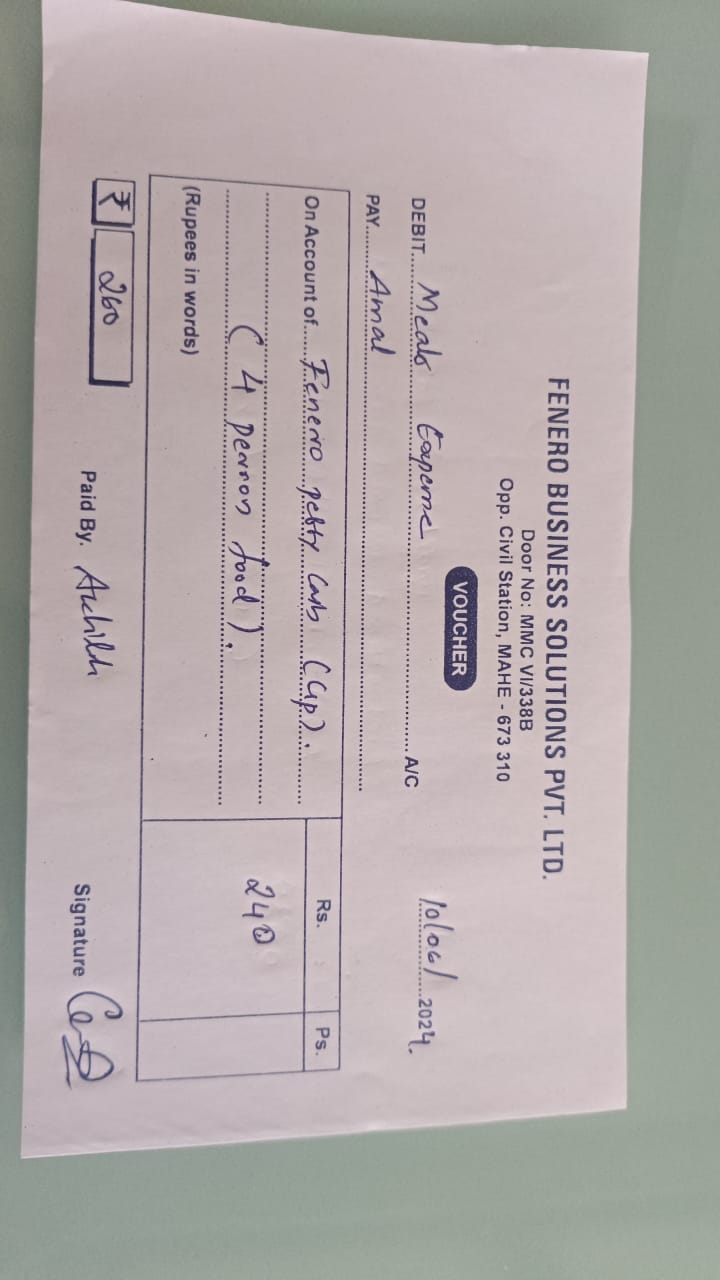 FENERO BUSINESS SOLUTIONS PVT. LTD.
Door No: MMC VI/338B
Opp. Civil Station, MAHE - 673 310
VOUCHER
10/06/2024.
DEBIT Meals Expense A/C
PAY Amal
On Account of Fenero petty Cash (Gp).
(4 person food).
Rs. Ps.
240
(Rupees in words)
₹ 260
Paid By. Akhilesh
Signature